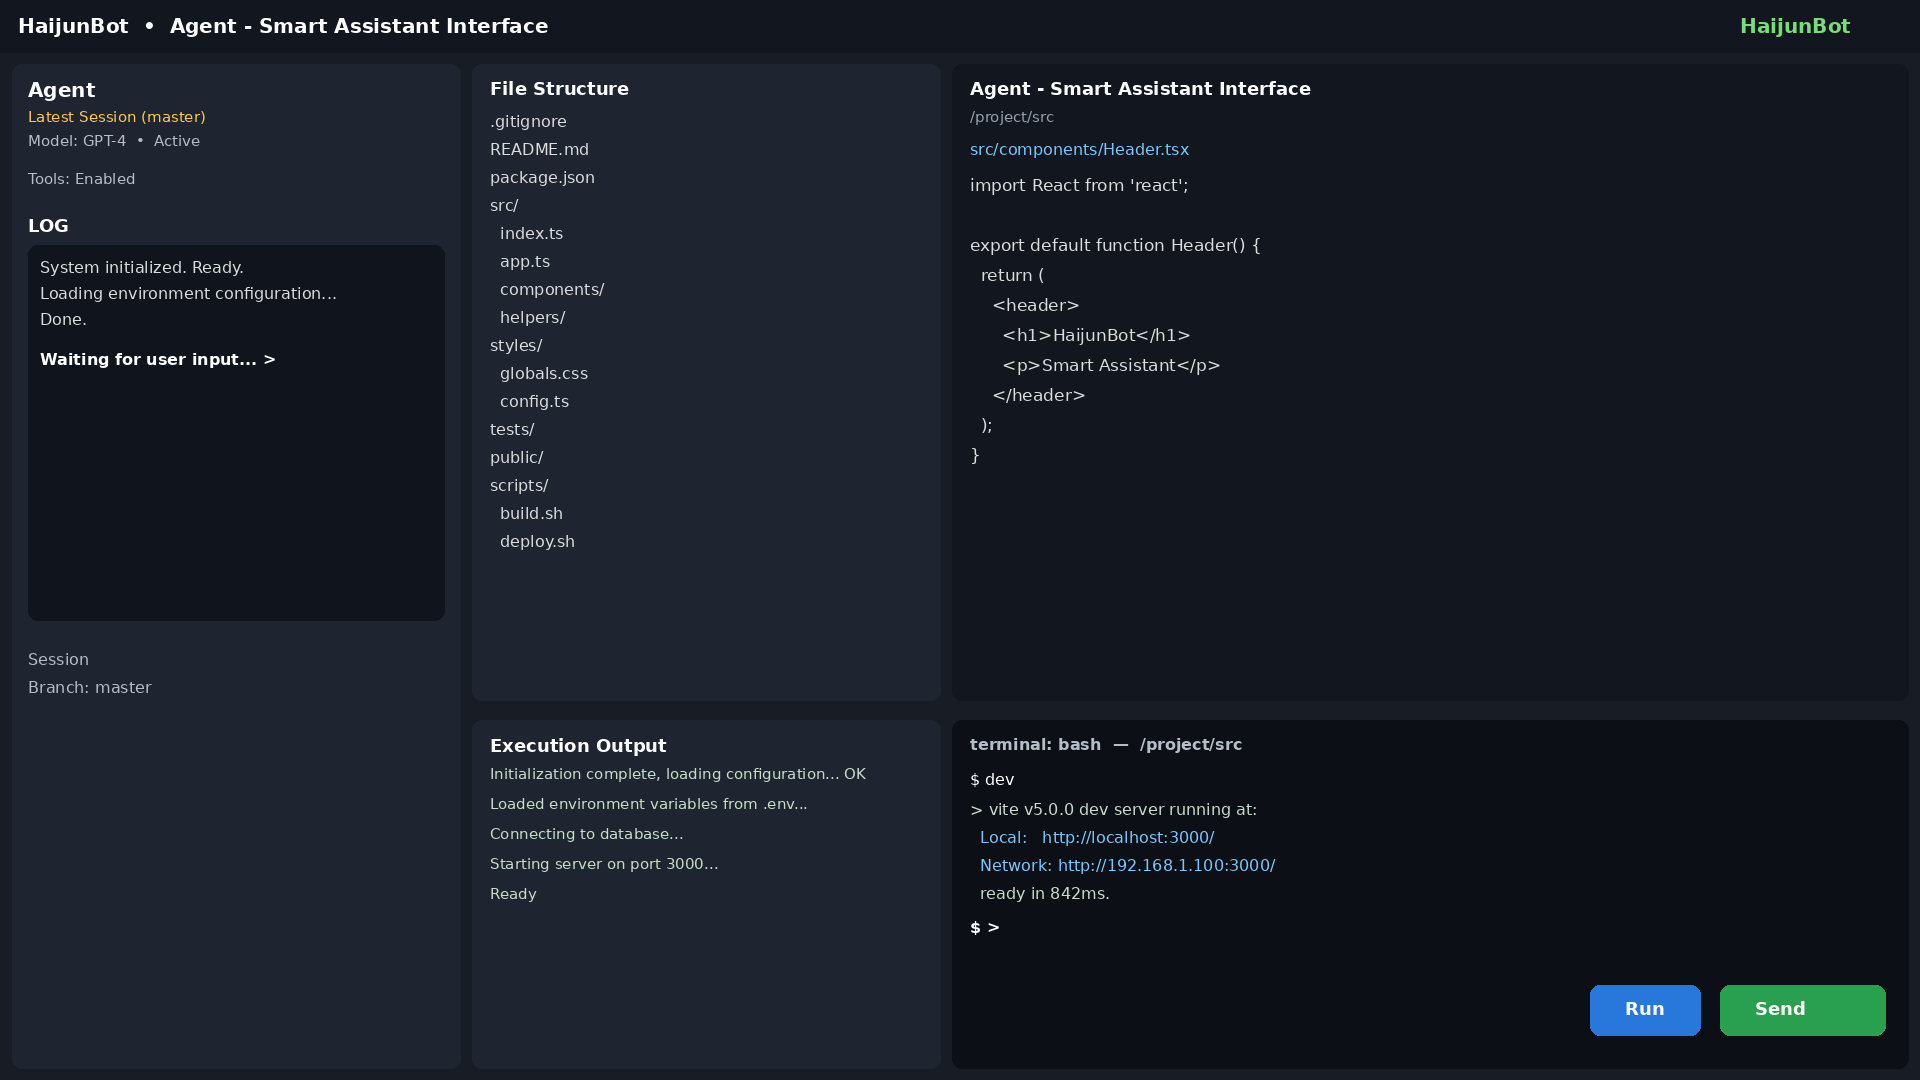 HaijunBot • Agent - Smart Assistant Interface
HaijunBot
Agent
Latest Session (master)
Model: GPT-4 • Active
Tools: Enabled
LOG
System initialized. Ready.
Loading environment configuration...
Done.
Waiting for user input... >
Session
Branch: master
File Structure
.gitignore
README.md
package.json
src/
  index.ts
  app.ts
  components/
  helpers/
styles/
  globals.css
  config.ts
tests/
public/
scripts/
  build.sh
  deploy.sh
Agent - Smart Assistant Interface
/project/src
src/components/Header.tsx
import React from 'react';
export default function Header() {
  return (
    <header>
      <h1>HaijunBot</h1>
      <p>Smart Assistant</p>
    </header>
  );
}
Execution Output
Initialization complete, loading configuration... OK
Loaded environment variables from .env...
Connecting to database...
Starting server on port 3000...
Ready
terminal: bash — /project/src
$ dev
> vite v5.0.0 dev server running at:
  Local:   http://localhost:3000/
  Network: http://192.168.1.100:3000/
  ready in 842ms.
$ >
Run
Send